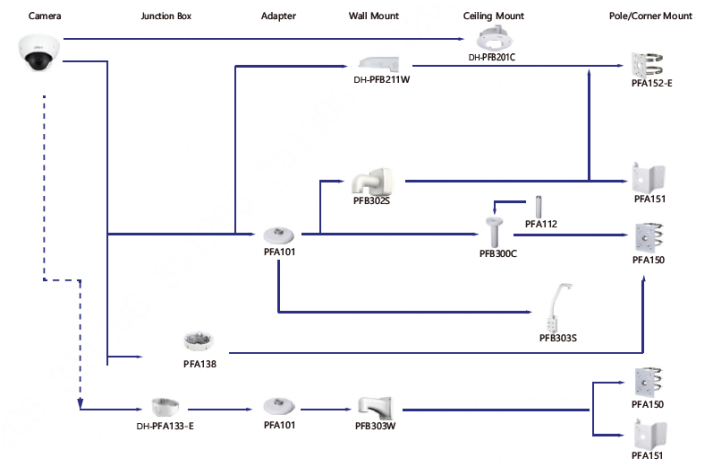 Camera Junction Box Adapter Wall Mount Ceiling Mount Pole/Corner Mount
DH-PFB201C
DH-PFB211W
PFA152-E
PFB302S
PFA151
PFA112
PFA101
PFB300C
PFA150
PFB303S
PFA138
PFA150
DH-PFA133-E
PFA101
PFB303W
PFA151